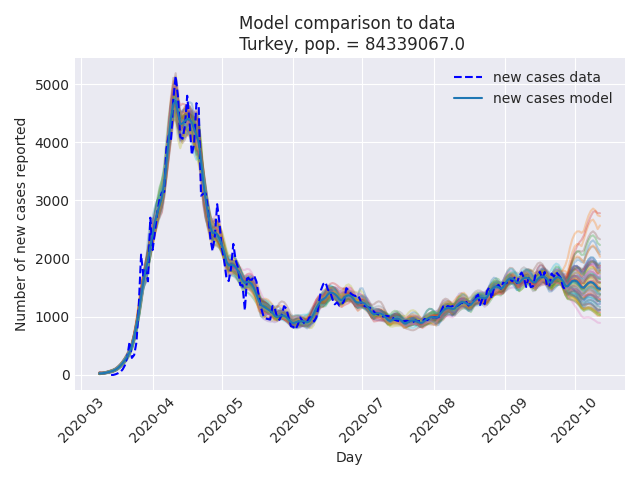 Model comparison to data
Turkey, pop. = 84339067.0
new cases data
new cases model
Number of new cases reported
5000
4000
3000
2000
1000
0
2020-03
2020-04
2020-05
2020-06
2020-07
2020-08
2020-09
2020-10
Day